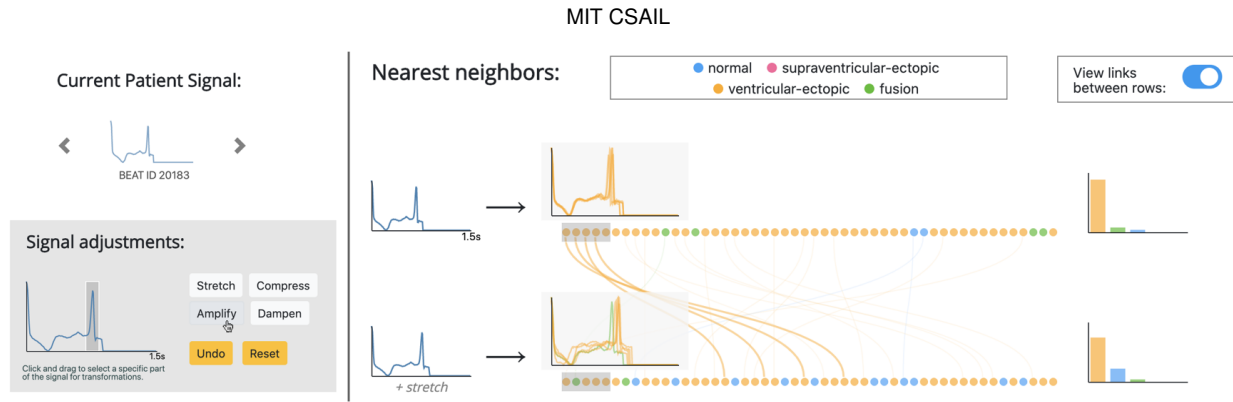 MIT CSAIL
Current Patient Signal:
BEAT ID 20183
Signal adjustments:
Stretch
Compress
Amplify
Dampen
Undo
Reset
1.5s
Click and drag to select a specific part
of the signal for transformations.
Nearest neighbors:
normal
supraventricular-ectopic
ventricular-ectopic
fusion
View links
between rows:
1.5s
+ stretch